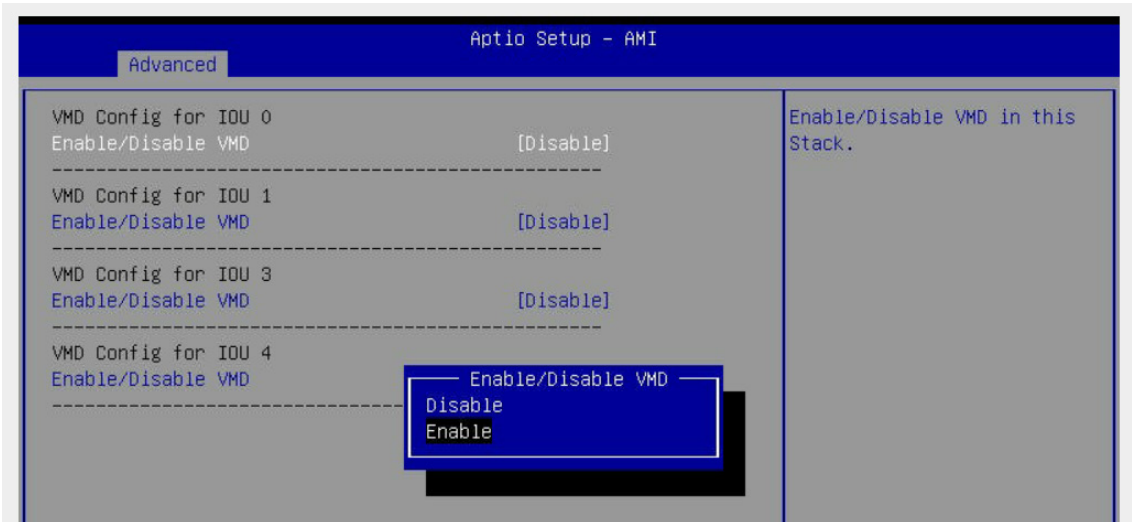 Aptio Setup – AMI
Advanced
VMD Config for IOU 0
Enable/Disable VMD [Disable]
VMD Config for IOU 1
Enable/Disable VMD [Disable]
VMD Config for IOU 3
Enable/Disable VMD [Disable]
VMD Config for IOU 4
Enable/Disable VMD
Enable/Disable VMD
Disable
Enable
Enable/Disable VMD in this
Stack.